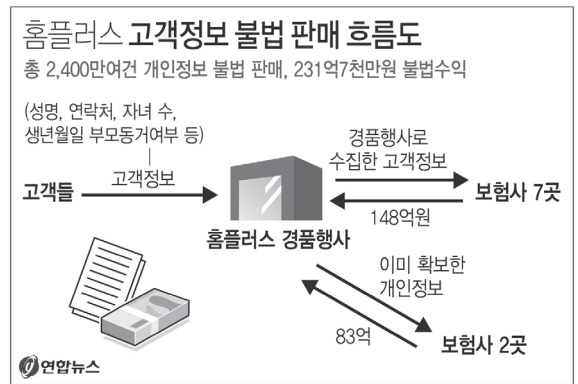 홈플러스 고객정보 불법 판매 흐름도
총 2,400만여건 개인정보 불법 판매, 231억7천만원 불법수익
(성명, 연락처, 자녀 수,
생년월일 부모동거여부 등)
고객들
고객정보
홈플러스 경품행사
경품행사로
수집한 고객정보
148억원
보험사 7곳
이미 확보한
개인정보
83억
보험사 2곳
연합뉴스